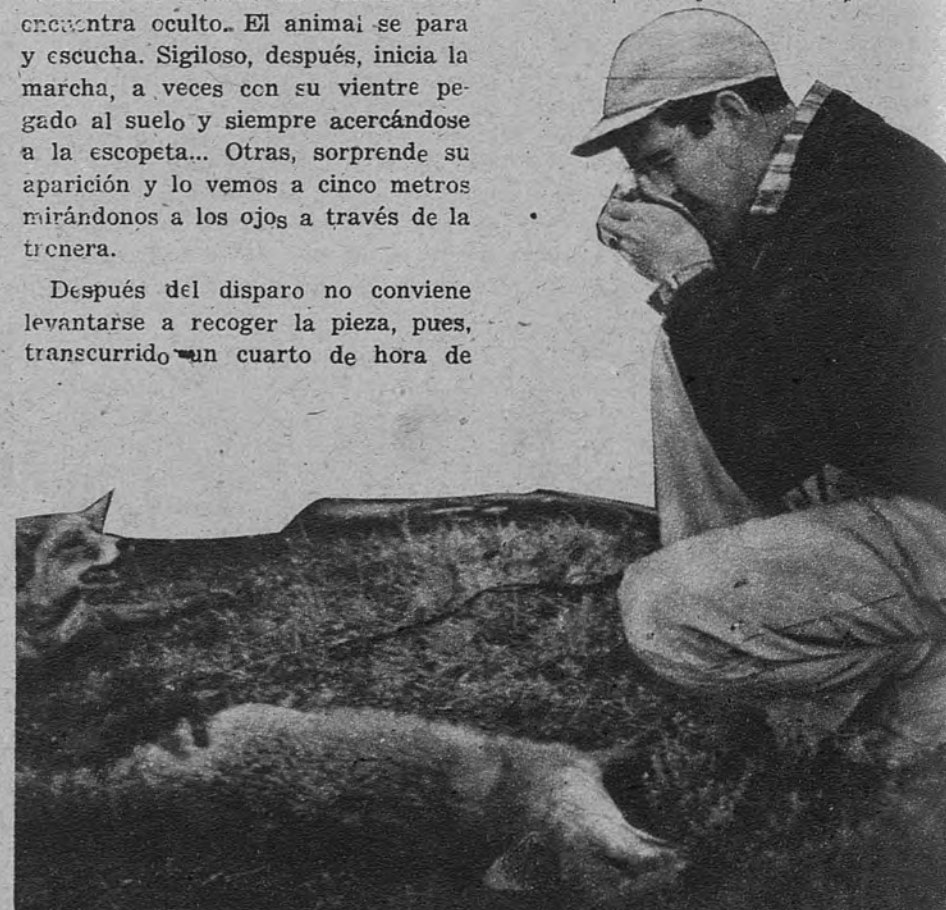 encuentra oculto. El animal se para
y escucha. Sigiloso, después, inicia la
marcha, a veces con su vientre pe-
gado al suelo y siempre acercándose
a la escopeta... Otras, sorprende su
aparición y lo vemos a cinco metros
mirándonos a los ojos a través de la
tronera.
Después del disparo no conviene
levantarse a recoger la pieza, pues,
transcurrido un cuarto de hora de